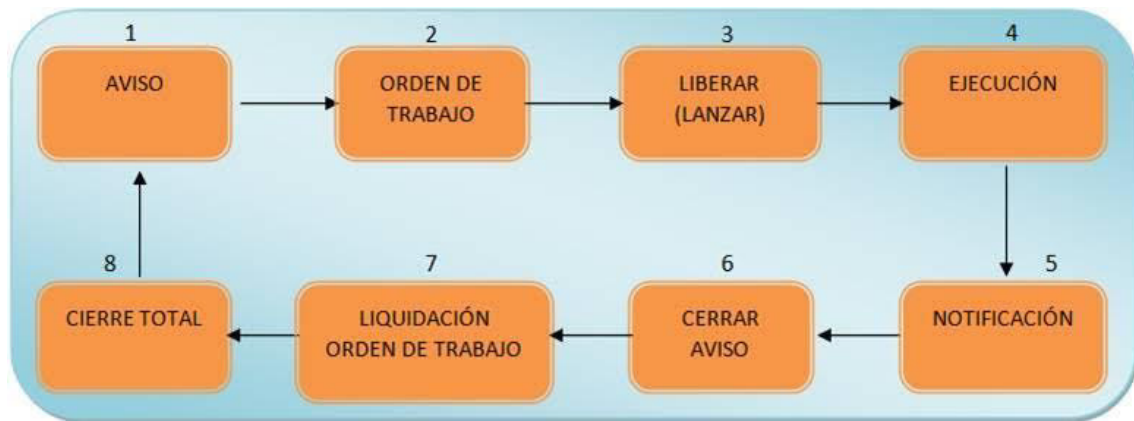 1
AVISO
2
ORDEN DE
TRABAJO
3
LIBERAR
(LANZAR)
4
EJECUCIÓN
5
NOTIFICACIÓN
6
CERRAR
AVISO
7
LIQUIDACIÓN
ORDEN DE TRABAJO
8
CIERRE TOTAL